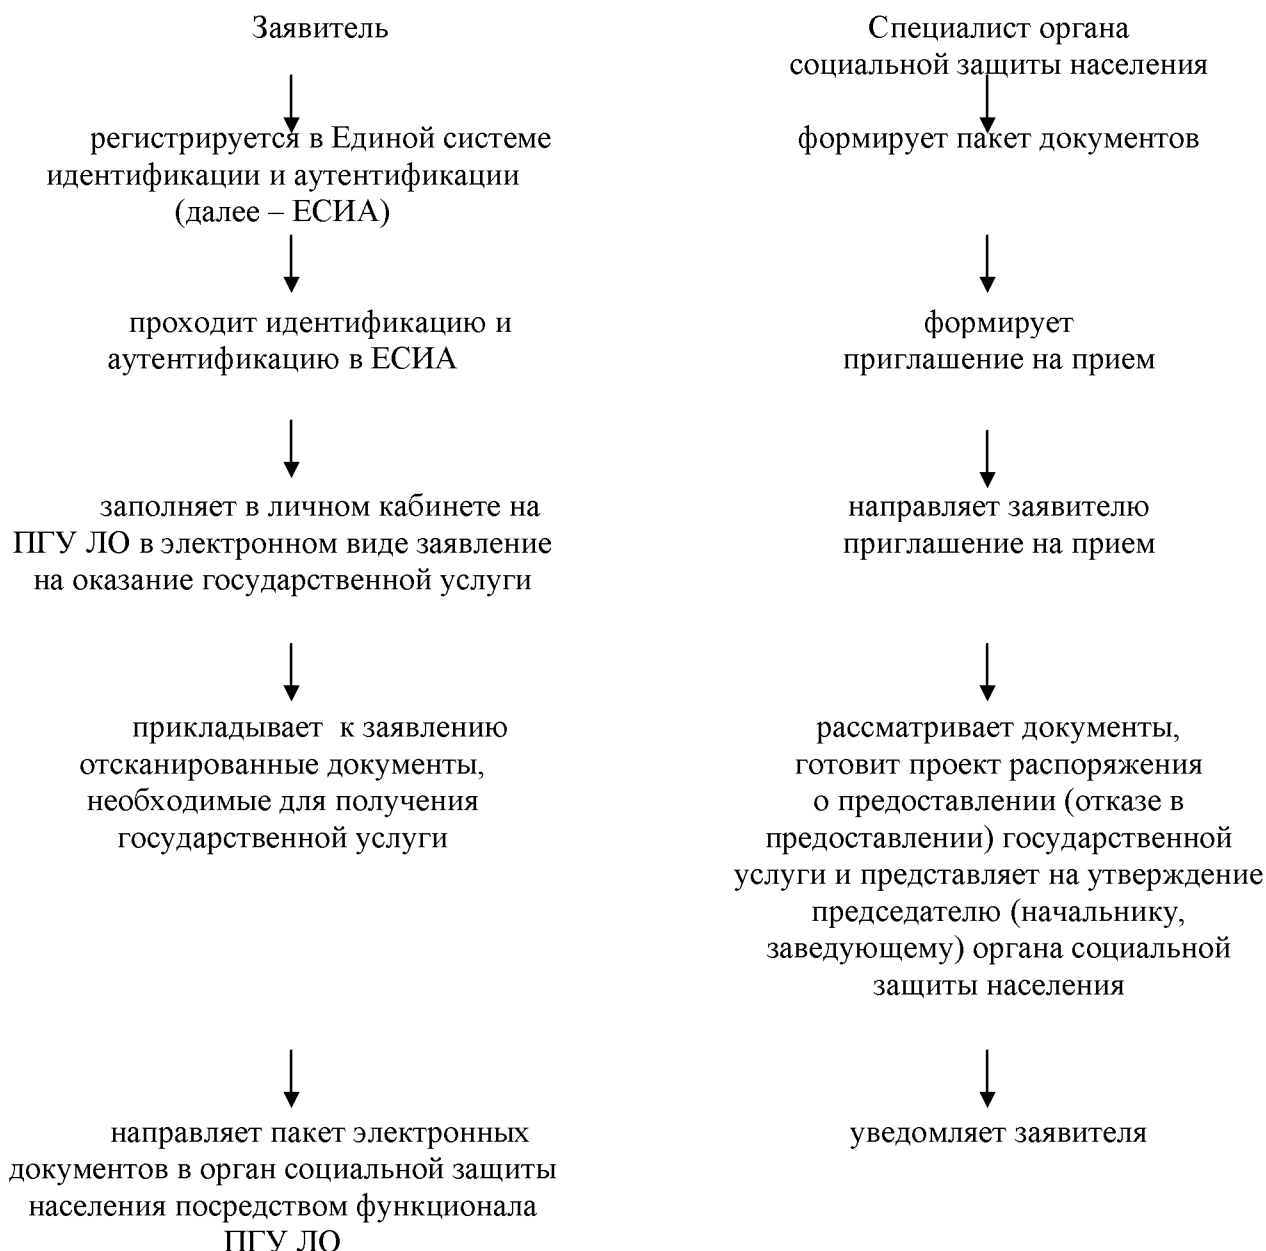 Заявитель
регистрируется в Единой системе
идентификации и аутентификации
(далее – ЕСИА)
проходит идентификацию и
аутентификацию в ЕСИА
заполняет в личном кабинете на
ПГУ ЛО в электронном виде заявление
на оказание государственной услуги
прикладывает к заявлению
отсканированные документы,
необходимые для получения
государственной услуги
направляет пакет электронных
документов в орган социальной защиты
населения посредством функционала
ПГУ ЛО
Специалист органа
социальной защиты населения
формирует пакет документов
формирует
приглашение на прием
направляет заявителю
приглашение на прием
рассматривает документы,
готовит проект распоряжения
о предоставлении (отказе в
предоставлении) государственной
услуги и представляет на утверждение
председателю (начальнику,
заведующему) органа социальной
защиты населения
уведомляет заявителя